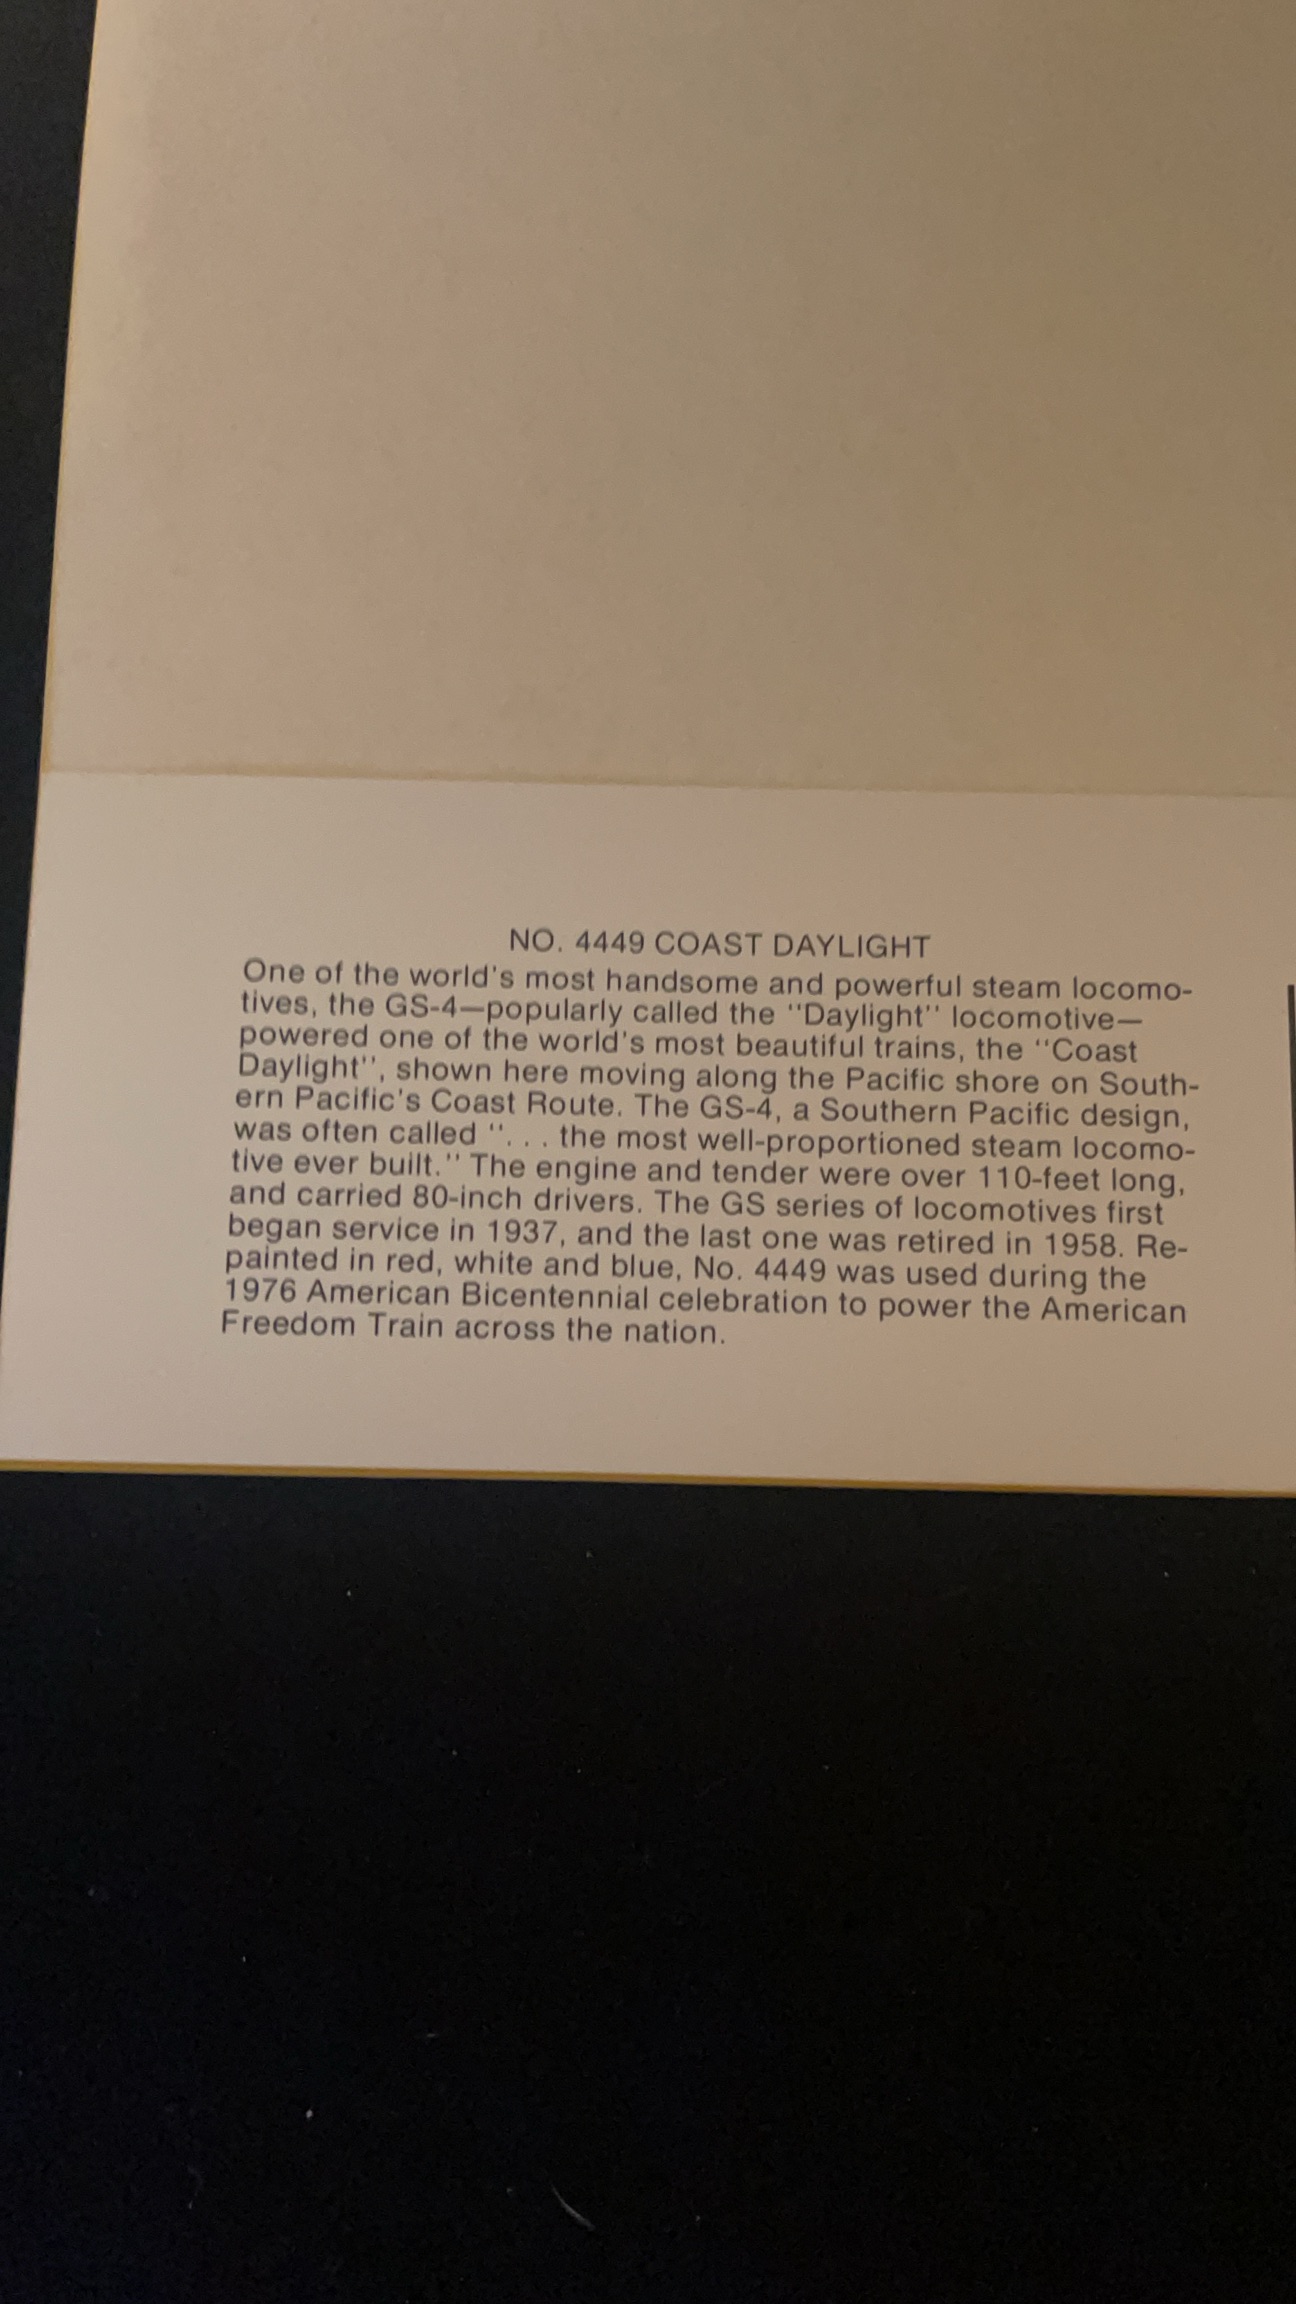 NO. 4449 COAST DAYLIGHT
One of the world's most handsome and powerful steam locomo-
tives, the GS-4—popularly called the ''Daylight'' locomotive—
powered one of the world's most beautiful trains, the ''Coast
Daylight'', shown here moving along the Pacific shore on South-
ern Pacific's Coast Route. The GS-4, a Southern Pacific design,
was often called ''. . . the most well-proportioned steam locomo-
tive ever built.'' The engine and tender were over 110-feet long,
and carried 80-inch drivers. The GS series of locomotives first
began service in 1937, and the last one was retired in 1958. Re-
painted in red, white and blue, No. 4449 was used during the
1976 American Bicentennial celebration to power the American
Freedom Train across the nation.